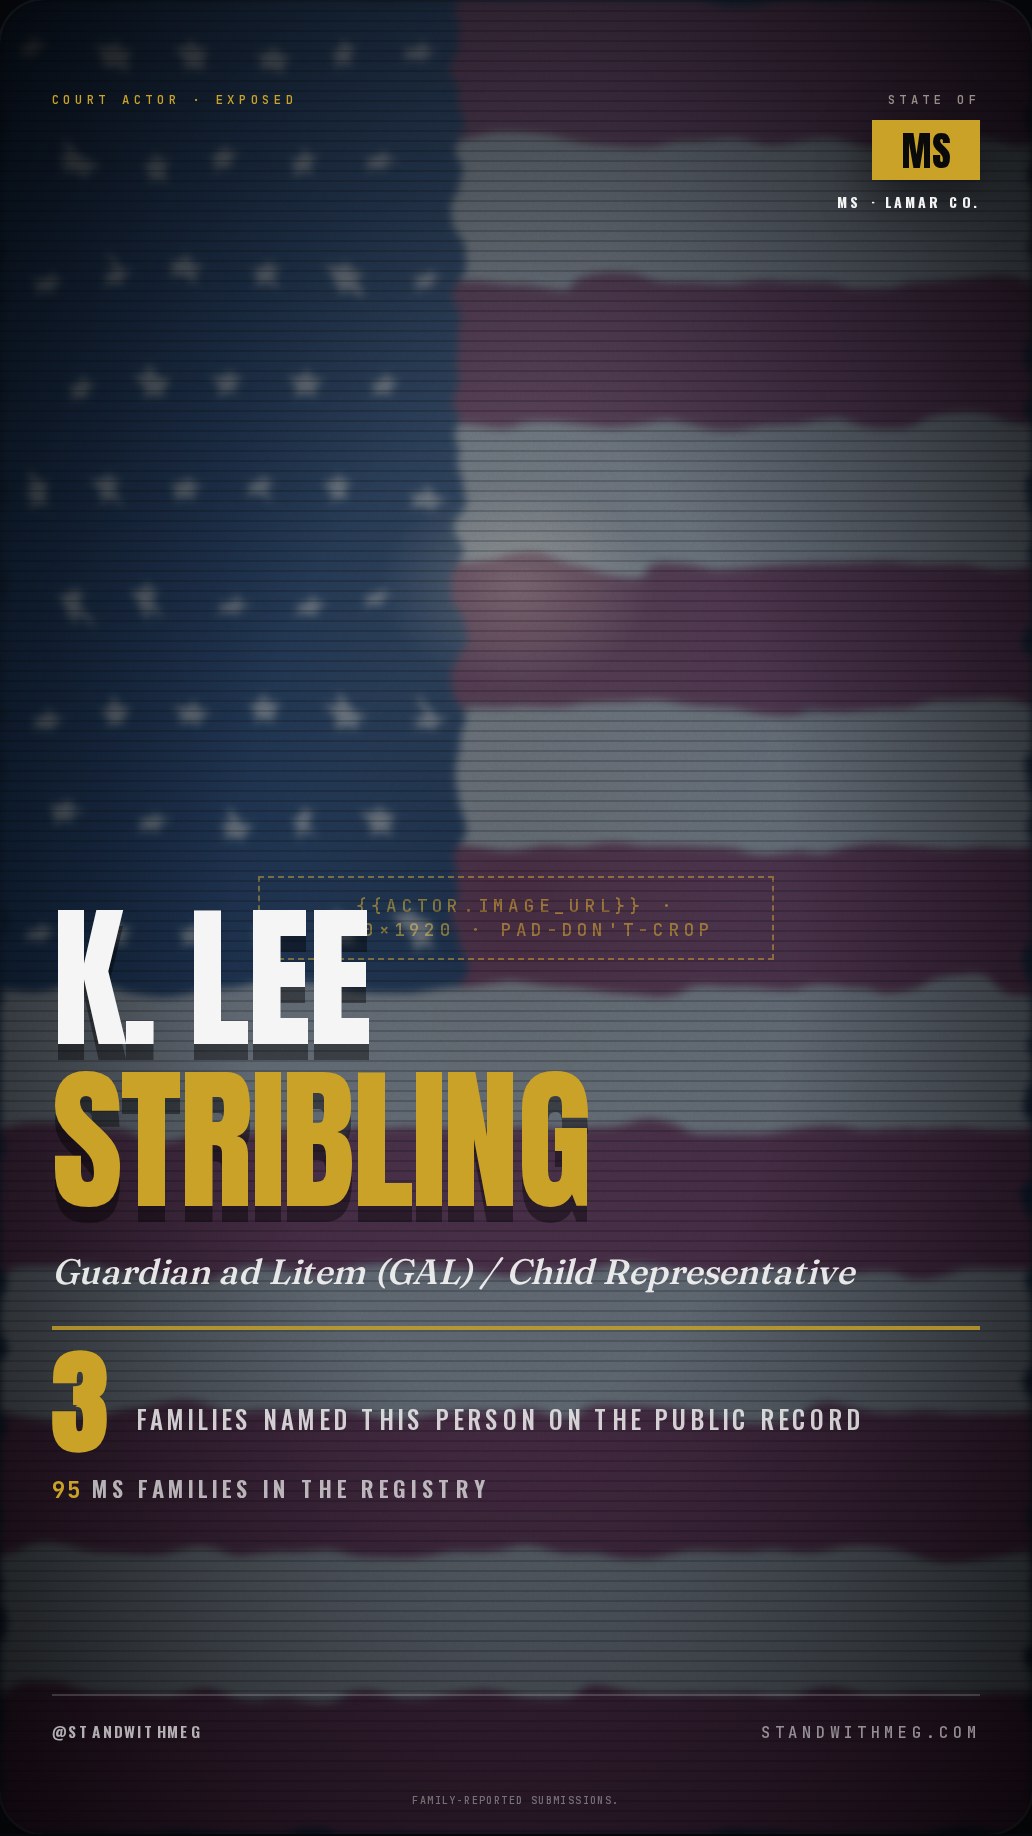 COURT ACTOR · EXPOSED
STATE OF
MS
MS · LAMAR CO.
{{ACTOR.IMAGE_URL}} ·
0×1920 · PAD-DON'T-CROP
K. LEE
STRIBLING
Guardian ad Litem (GAL) / Child Representative
3 FAMILIES NAMED THIS PERSON ON THE PUBLIC RECORD
95 MS FAMILIES IN THE REGISTRY
@STANDWITHMEG
STANDWITHMEG.COM
FAMILY-REPORTED SUBMISSIONS.